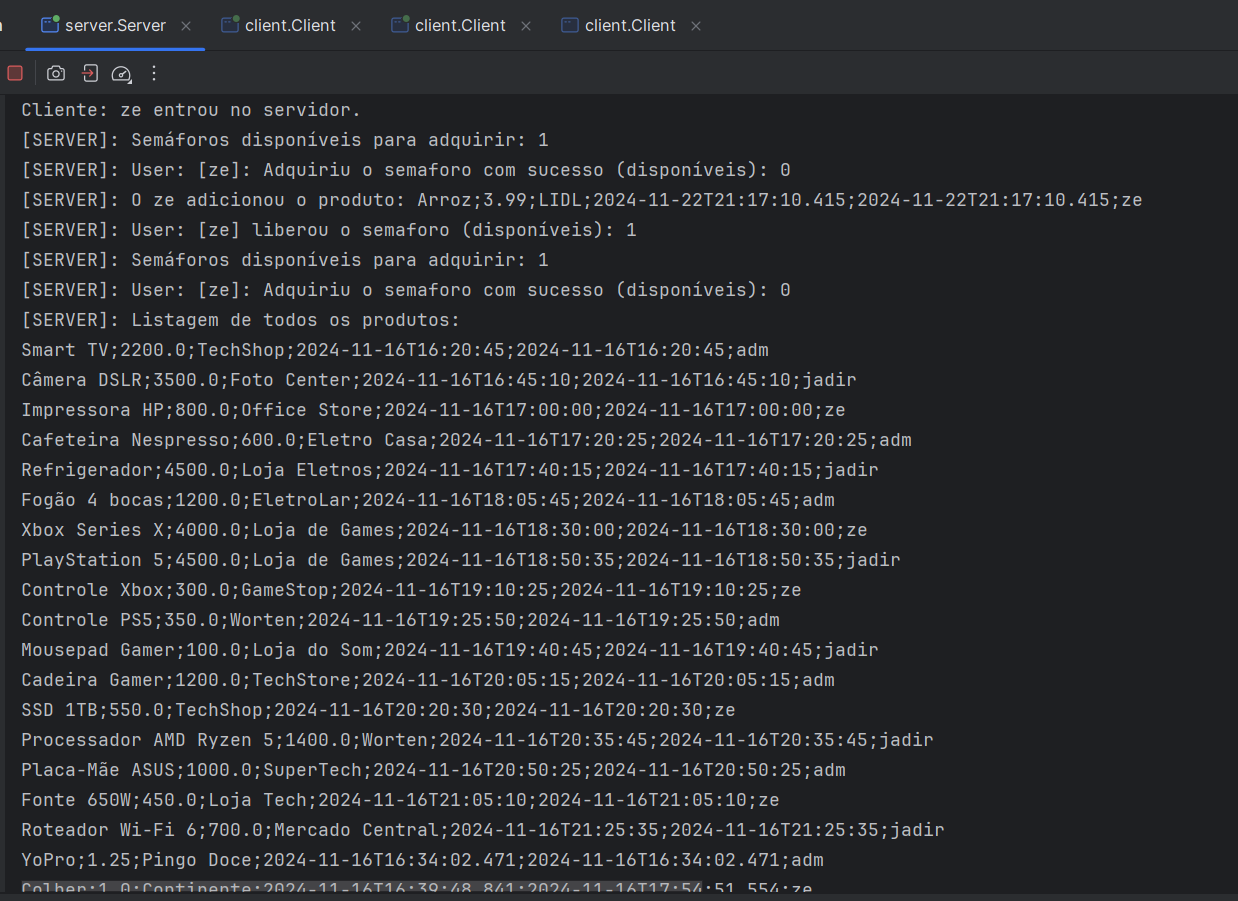 server.Server client.Client client.Client client.Client
Cliente: ze entrou no servidor.
[SERVER]: Semáforos disponíveis para adquirir: 1
[SERVER]: User: [ze]: Adquiriu o semaforo com sucesso (disponíveis): 0
[SERVER]: O ze adicionou o produto: Arroz;3.99;LIDL;2024-11-22T21:17:10.415;2024-11-22T21:17:10.415;ze
[SERVER]: User: [ze] liberou o semaforo (disponíveis): 1
[SERVER]: Semáforos disponíveis para adquirir: 1
[SERVER]: User: [ze]: Adquiriu o semaforo com sucesso (disponíveis): 0
[SERVER]: Listagem de todos os produtos:
Smart TV;2200.0;TechShop;2024-11-16T16:20:45;2024-11-16T16:20:45;adm
Câmera DSLR;3500.0;Foto Center;2024-11-16T16:45:10;2024-11-16T16:45:10;jadir
Impressora HP;800.0;Office Store;2024-11-16T17:00:00;2024-11-16T17:00:00;ze
Cafeteira Nespresso;600.0;Eletro Casa;2024-11-16T17:20:25;2024-11-16T17:20:25;adm
Refrigerador;4500.0;Loja Eletros;2024-11-16T17:40:15;2024-11-16T17:40:15;jadir
Fogão 4 bocas;1200.0;EletroLar;2024-11-16T18:05:45;2024-11-16T18:05:45;adm
Xbox Series X;4000.0;Loja de Games;2024-11-16T18:30:00;2024-11-16T18:30:00;ze
PlayStation 5;4500.0;Loja de Games;2024-11-16T18:50:35;2024-11-16T18:50:35;jadir
Controle Xbox;300.0;GameStop;2024-11-16T19:10:25;2024-11-16T19:10:25;ze
Controle PS5;350.0;Worten;2024-11-16T19:25:50;2024-11-16T19:25:50;adm
Mousepad Gamer;100.0;Loja do Som;2024-11-16T19:40:45;2024-11-16T19:40:45;jadir
Cadeira Gamer;1200.0;TechStore;2024-11-16T20:05:15;2024-11-16T20:05:15;adm
SSD 1TB;550.0;TechShop;2024-11-16T20:20:30;2024-11-16T20:20:30;ze
Processador AMD Ryzen 5;1400.0;Worten;2024-11-16T20:35:45;2024-11-16T20:35:45;jadir
Placa-Mãe ASUS;1000.0;SuperTech;2024-11-16T20:50:25;2024-11-16T20:50:25;adm
Fonte 650W;450.0;Loja Tech;2024-11-16T21:05:10;2024-11-16T21:05:10;ze
Roteador Wi-Fi 6;700.0;Mercado Central;2024-11-16T21:25:35;2024-11-16T21:25:35;jadir
YoPro;1.25;Pingo Doce;2024-11-16T16:34:02.471;2024-11-16T16:34:02.471;adm
Colher;1.0;Continente;2024-11-16T16:39:48.841;2024-11-16T17:54:51.554;ze